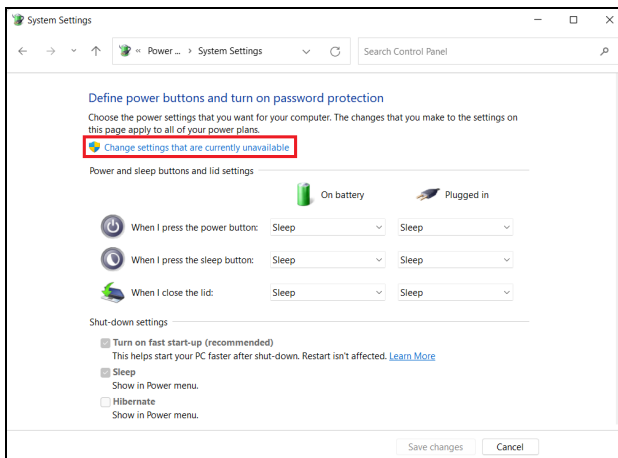 System Settings
« Power ... › System Settings
Search Control Panel
Define power buttons and turn on password protection
Choose the power settings that you want for your computer. The changes that you make to the settings on
this page apply to all of your power plans.
Change settings that are currently unavailable
Power and sleep buttons and lid settings
On battery Plugged in
When I press the power button: Sleep Sleep
When I press the sleep button: Sleep Sleep
When I close the lid: Sleep Sleep
Shut-down settings
Turn on fast start-up (recommended)
This helps start your PC faster after shut-down. Restart isn't affected. Learn More
Sleep
Show in Power menu.
Hibernate
Show in Power menu.
Save changes Cancel